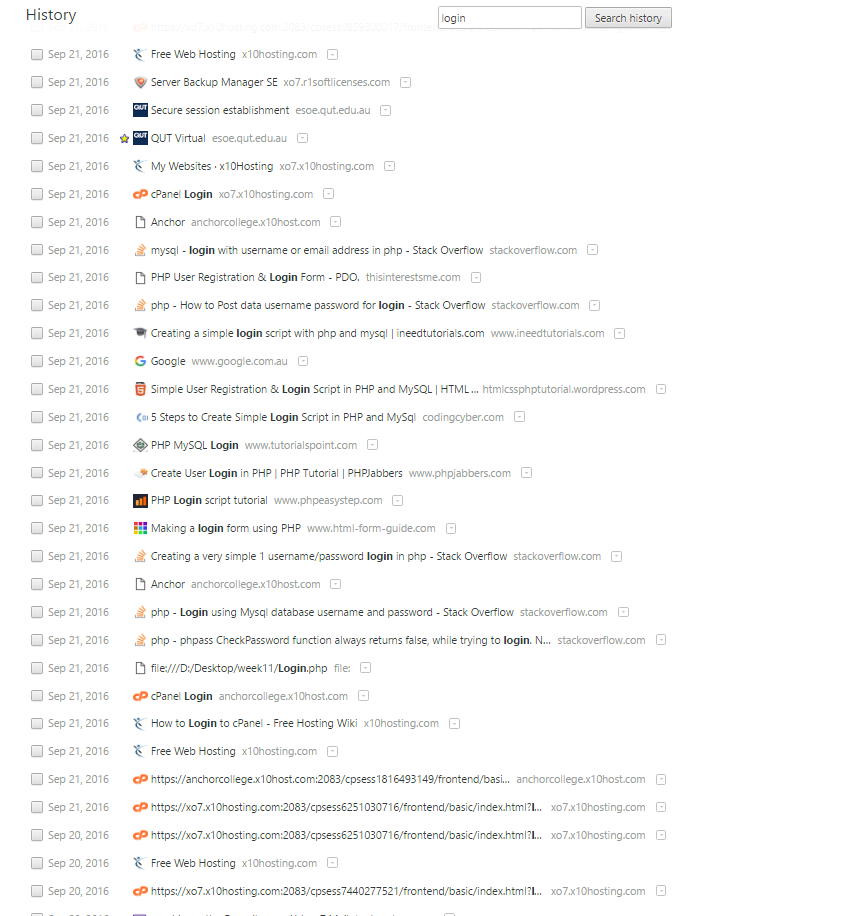 History login Search history
Sep 21, 2016 Free Web Hosting x10hosting.com
Sep 21, 2016 Server Backup Manager SE xo7.r1softlicenses.com
Sep 21, 2016 QUT Secure session establishment esoe.qut.edu.au
Sep 21, 2016 QUT QUT Virtual esoe.qut.edu.au
Sep 21, 2016 My Websites · x10Hosting xo7.x10hosting.com
Sep 21, 2016 cP cPanel Login xo7.x10hosting.com
Sep 21, 2016 Anchor anchorcollege.x10host.com
Sep 21, 2016 mysql - login with username or email address in php - Stack Overflow stackoverflow.com
Sep 21, 2016 PHP User Registration & Login Form - PDO. thisinterestsme.com
Sep 21, 2016 php - How to Post data username password for login - Stack Overflow stackoverflow.com
Sep 21, 2016 Creating a simple login script with php and mysql | ineedtutorials.com www.ineedtutorials.com
Sep 21, 2016 G Google www.google.com.au
Sep 21, 2016 Simple User Registration & Login Script in PHP and MySQL | HTML ... htmlcssphptutorial.wordpress.com
Sep 21, 2016 5 Steps to Create Simple Login Script in PHP and MySql codingcyber.com
Sep 21, 2016 PHP MySQL Login www.tutorialspoint.com
Sep 21, 2016 Create User Login in PHP | PHP Tutorial | PHPJabbers www.phpjabbers.com
Sep 21, 2016 PHP Login script tutorial www.phpeasystep.com
Sep 21, 2016 Making a login form using PHP www.html-form-guide.com
Sep 21, 2016 Creating a very simple 1 username/password login in php - Stack Overflow stackoverflow.com
Sep 21, 2016 Anchor anchorcollege.x10host.com
Sep 21, 2016 php - Login using Mysql database username and password - Stack Overflow stackoverflow.com
Sep 21, 2016 php - phpass CheckPassword function always returns false, while trying to login. N... stackoverflow.com
Sep 21, 2016 file:///D:/Desktop/week11/Login.php file:
Sep 21, 2016 cP cPanel Login anchorcollege.x10host.com
Sep 21, 2016 How to Login to cPanel - Free Hosting Wiki x10hosting.com
Sep 21, 2016 Free Web Hosting x10hosting.com
Sep 21, 2016 cP https://anchorcollege.x10host.com:2083/cpsess1816493149/frontend/basi... anchorcollege.x10host.com
Sep 21, 2016 cP https://xo7.x10hosting.com:2083/cpsess6251030716/frontend/basic/index.html?l... xo7.x10hosting.com
Sep 20, 2016 cP https://xo7.x10hosting.com:2083/cpsess6251030716/frontend/basic/index.html?l... xo7.x10hosting.com
Sep 20, 2016 Free Web Hosting x10hosting.com
Sep 20, 2016 cP https://xo7.x10hosting.com:2083/cpsess7440277521/frontend/basic/index.html?l... xo7.x10hosting.com